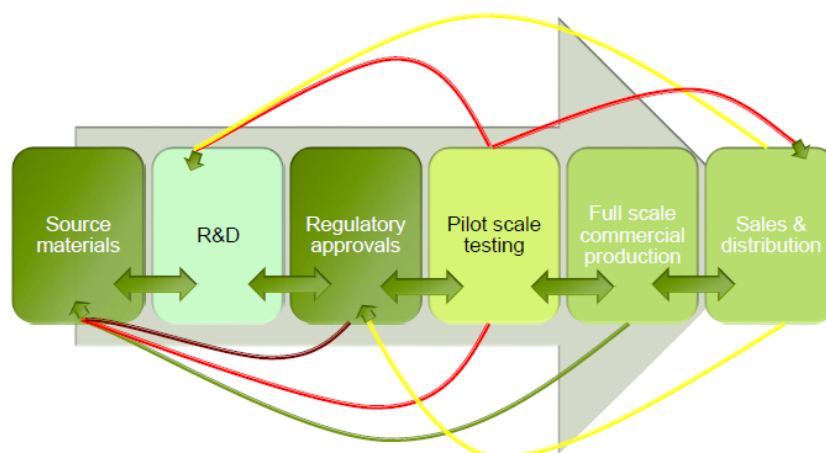 Source
materials
R&D
Regulatory
approvals
Pilot scale
testing
Full scale
commercial
production
Sales &
distribution